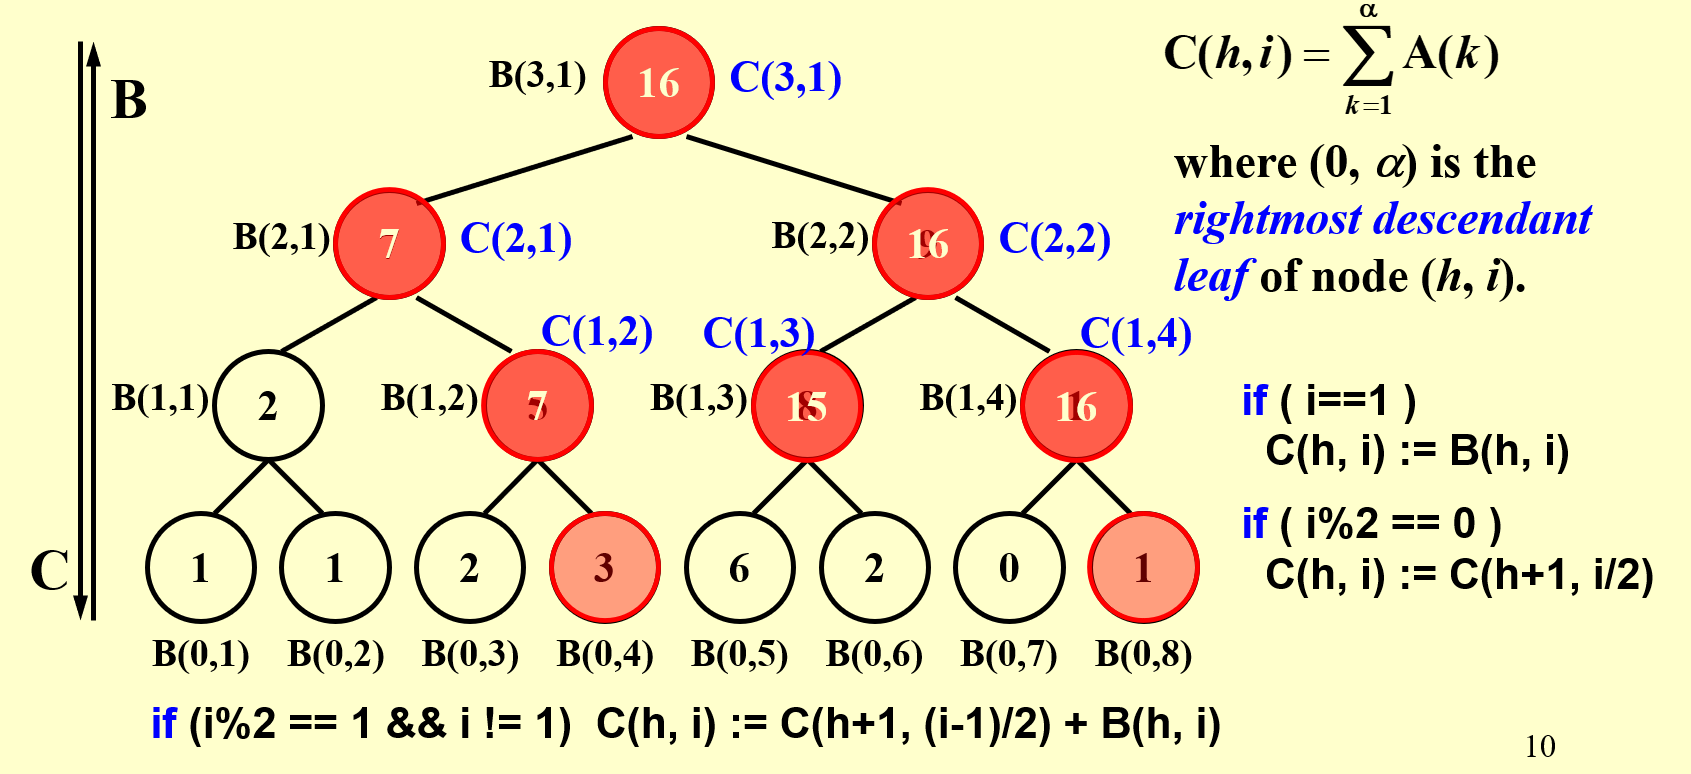 B
B(3,1) 16 C(3,1)
C(h, i) = ∑ A(k)
α
k=1
where (0, α) is the
rightmost descendant
leaf of node (h, i).
B(2,1) 7 C(2,1) B(2,2) 16 C(2,2)
C(1,2) C(1,3) C(1,4)
B(1,1) 2 B(1,2) 7 B(1,3) 15 B(1,4) 16
if ( i==1 )
C(h, i) := B(h, i)
if ( i%2 == 0 )
C(h, i) := C(h+1, i/2)
C
1 1 2 3 6 2 0 1
B(0,1) B(0,2) B(0,3) B(0,4) B(0,5) B(0,6) B(0,7) B(0,8)
if (i%2 == 1 && i != 1) C(h, i) := C(h+1, (i-1)/2) + B(h, i)
10